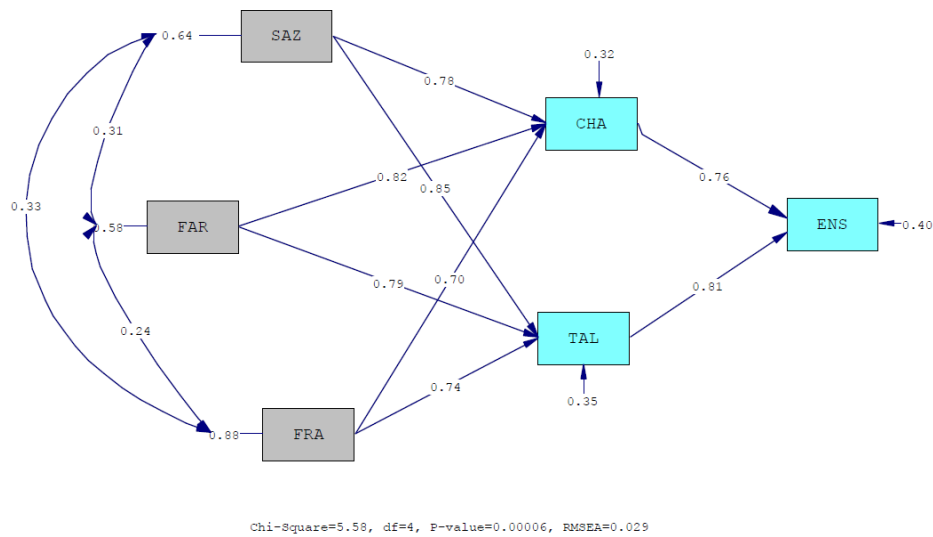 0.64
SAZ
0.32
0.78
CHA
0.31
0.82
0.85
0.76
0.33
0.58
FAR
ENS
0.40
0.79
0.70
0.81
0.24
TAL
0.74
0.35
0.88
FRA
Chi-Square=5.58, df=4, P-value=0.00006, RMSEA=0.029